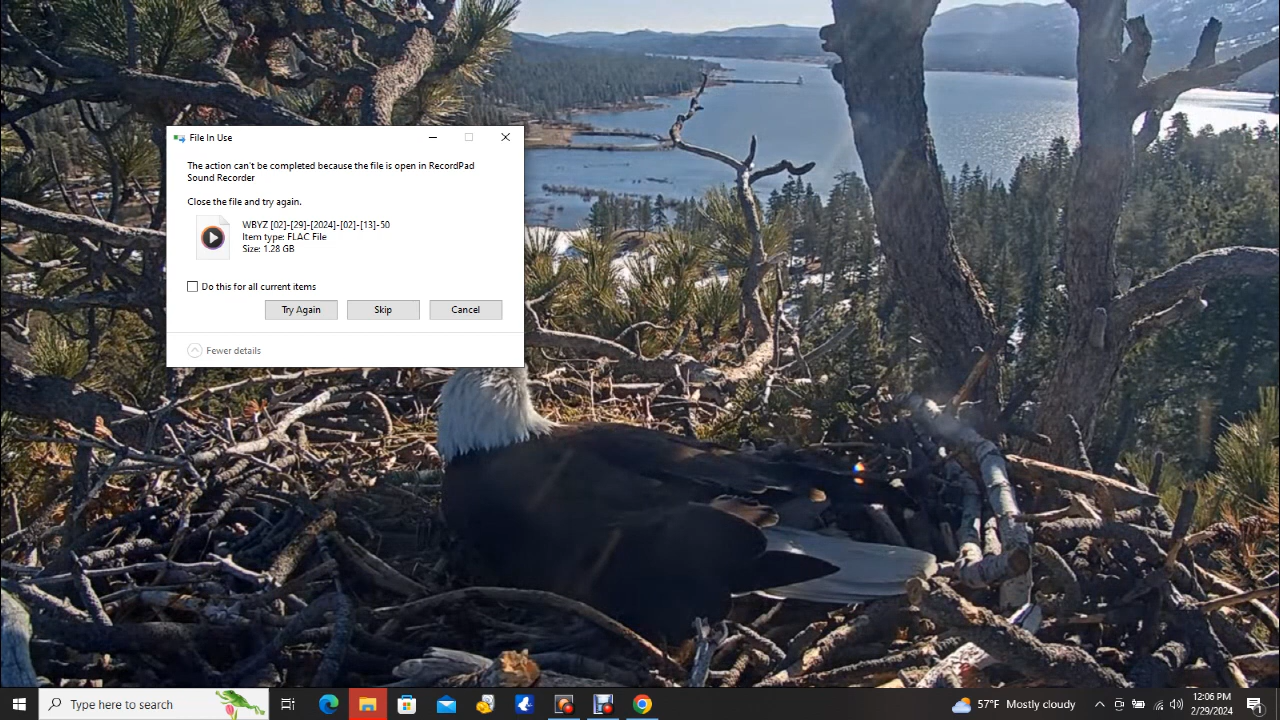 File In Use
The action can't be completed because the file is open in RecordPad
Sound Recorder
Close the file and try again.
WBYZ [02]-[29]-[2024]-[02]-[13]-50
Item type: FLAC File
Size: 1.28 GB
Do this for all current items
Try Again
Skip
Cancel
Fewer details
Type here to search
57°F Mostly cloudy
12:06 PM
2/29/2024
1